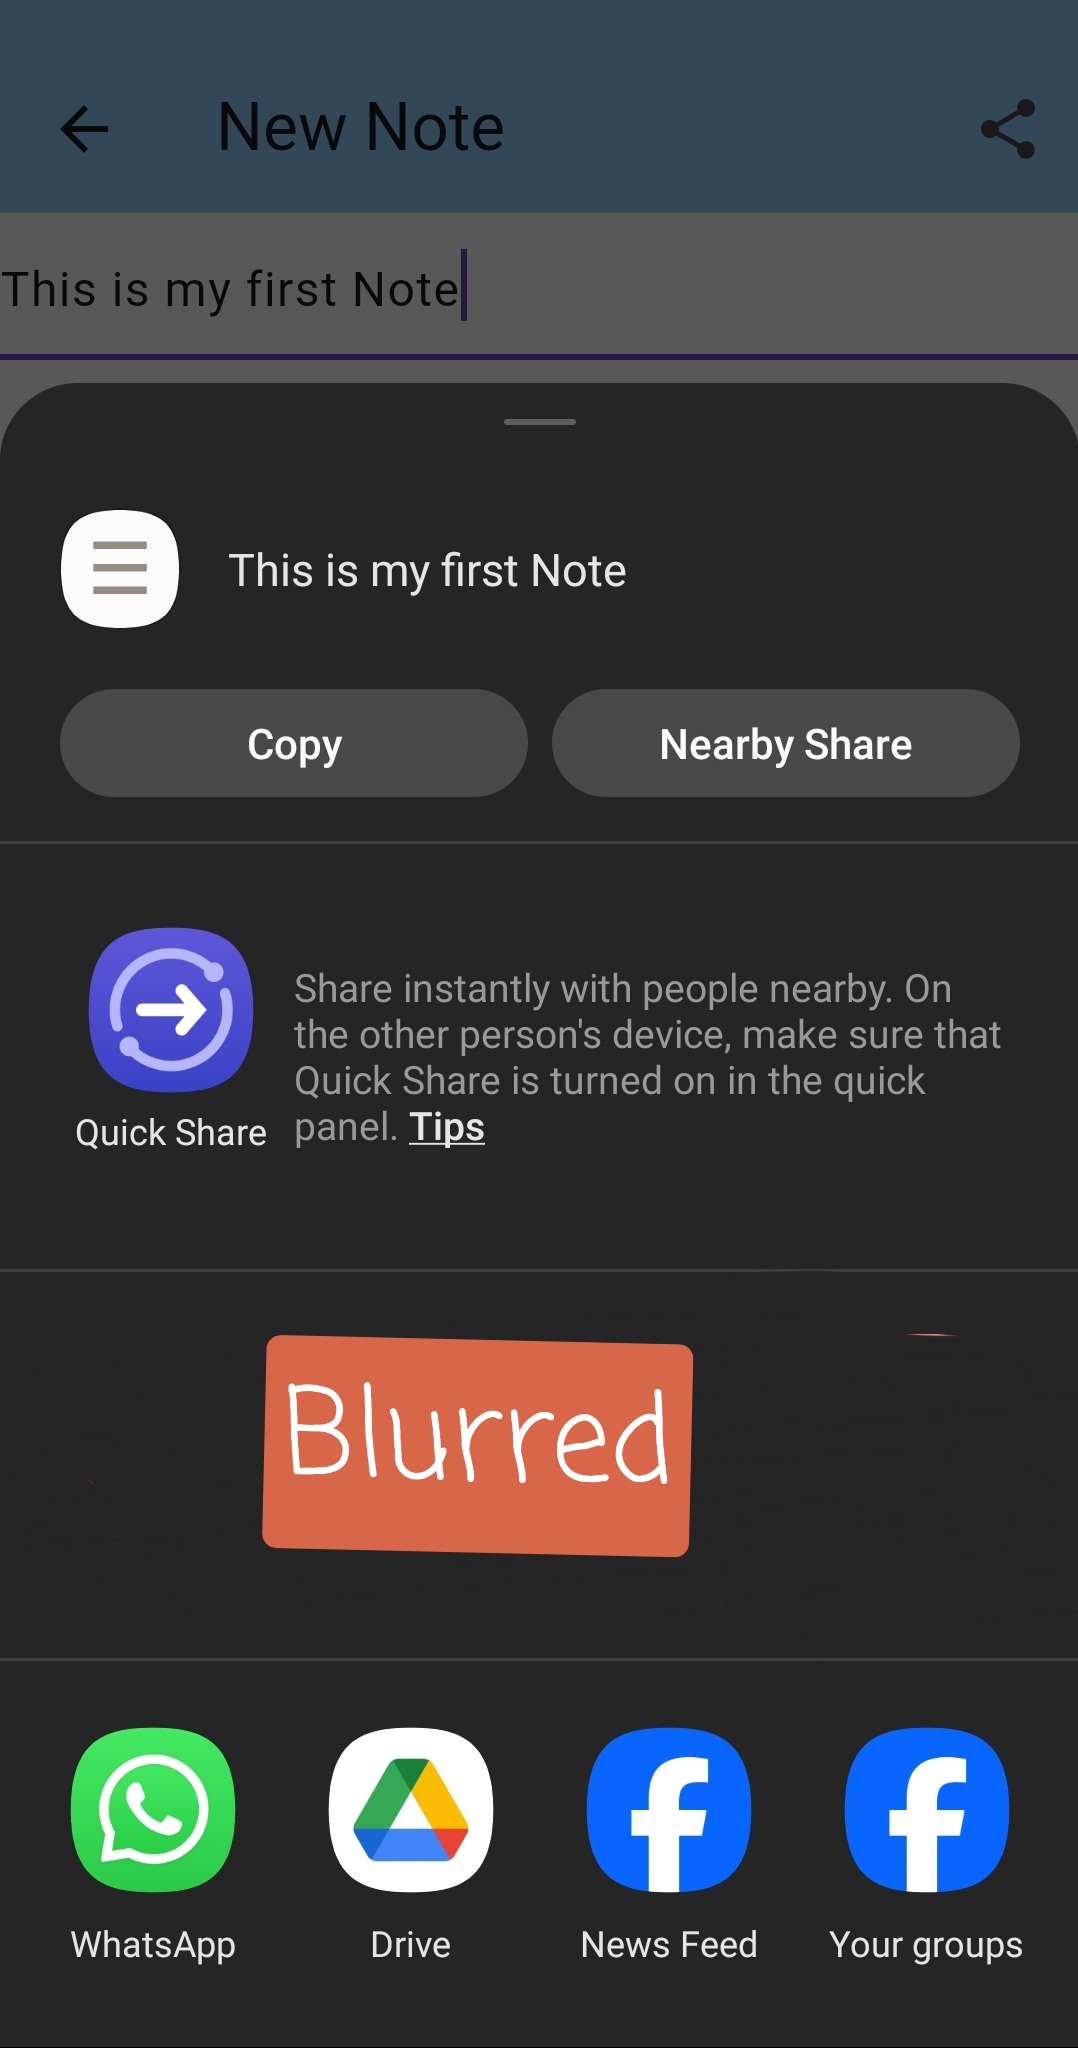 New Note
This is my first Note
This is my first Note
Copy
Nearby Share
Share instantly with people nearby. On
the other person's device, make sure that
Quick Share is turned on in the quick
panel. Tips
Quick Share
Blurred
WhatsApp
Drive
News Feed
Your groups